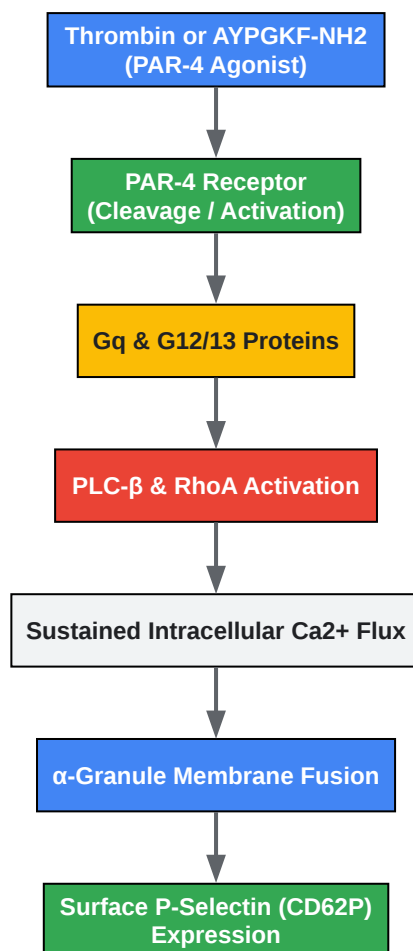 Thrombin or AYPGKF-NH2
(PAR-4 Agonist)
PAR-4 Receptor
(Cleavage / Activation)
Gq & G12/13 Proteins
PLC-β & RhoA Activation
Sustained Intracellular Ca2+ Flux
α-Granule Membrane Fusion
Surface P-Selectin (CD62P)
Expression